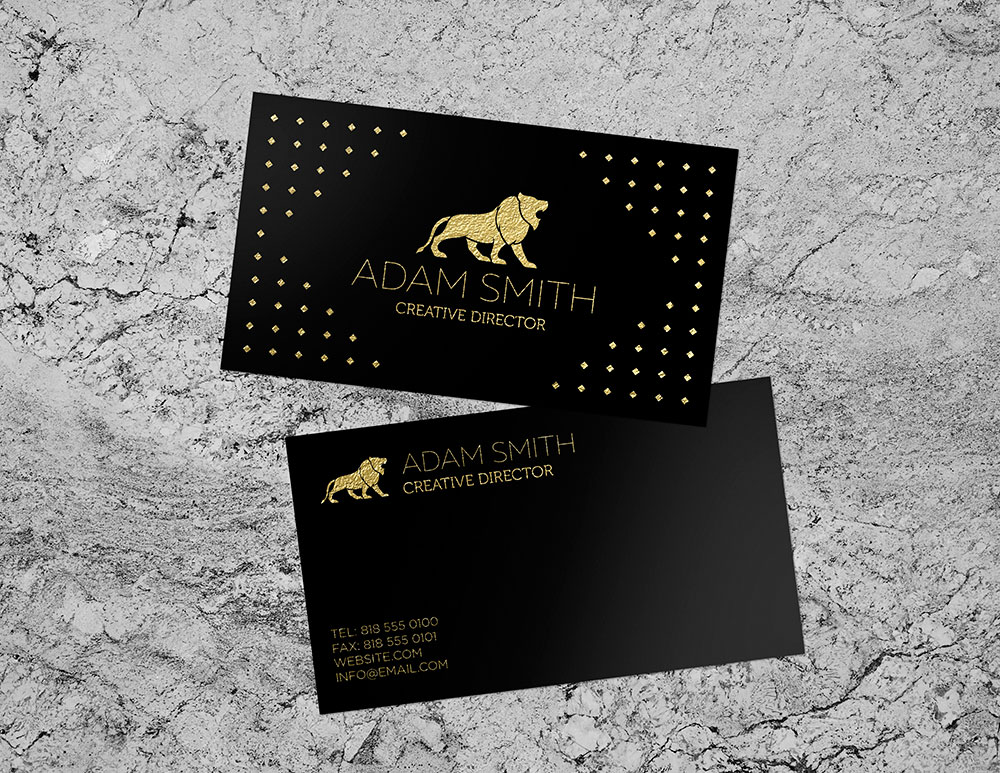 ADAM SMITH
CREATIVE DIRECTOR
ADAM SMITH
CREATIVE DIRECTOR
TEL: 818 555 0100
FAX: 818 555 0101
WEBSITE.COM
INFO@EMAIL.COM